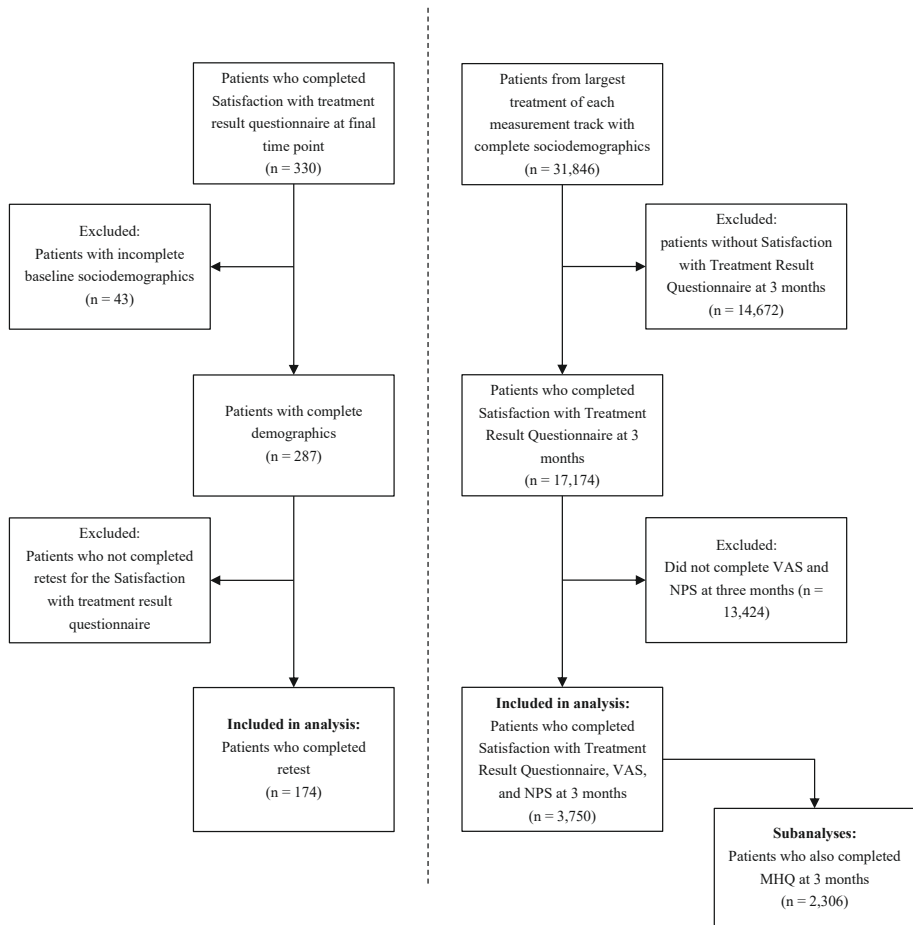 Patients who completed
Satisfaction with treatment
result questionnaire at final
time point
(n = 330)
Excluded:
Patients with incomplete
baseline sociodemographics
(n = 43)
Patients with complete
demographics
(n = 287)
Excluded:
Patients who not completed
retest for the Satisfaction
with treatment result
questionnaire
Included in analysis:
Patients who completed
retest
(n = 174)
Patients from largest
treatment of each
measurement track with
complete sociodemographics
(n = 31,846)
Excluded:
patients without Satisfaction
with Treatment Result
Questionnaire at 3 months
(n = 14,672)
Patients who completed
Satisfaction with Treatment
Result Questionnaire at 3
months
(n = 17,174)
Excluded:
Did not complete VAS and
NPS at three months (n =
13,424)
Included in analysis:
Patients who completed
Satisfaction with Treatment
Result Questionnaire, VAS,
and NPS at 3 months
(n = 3,750)
Subanalyses:
Patients who also completed
MHQ at 3 months
(n = 2,306)